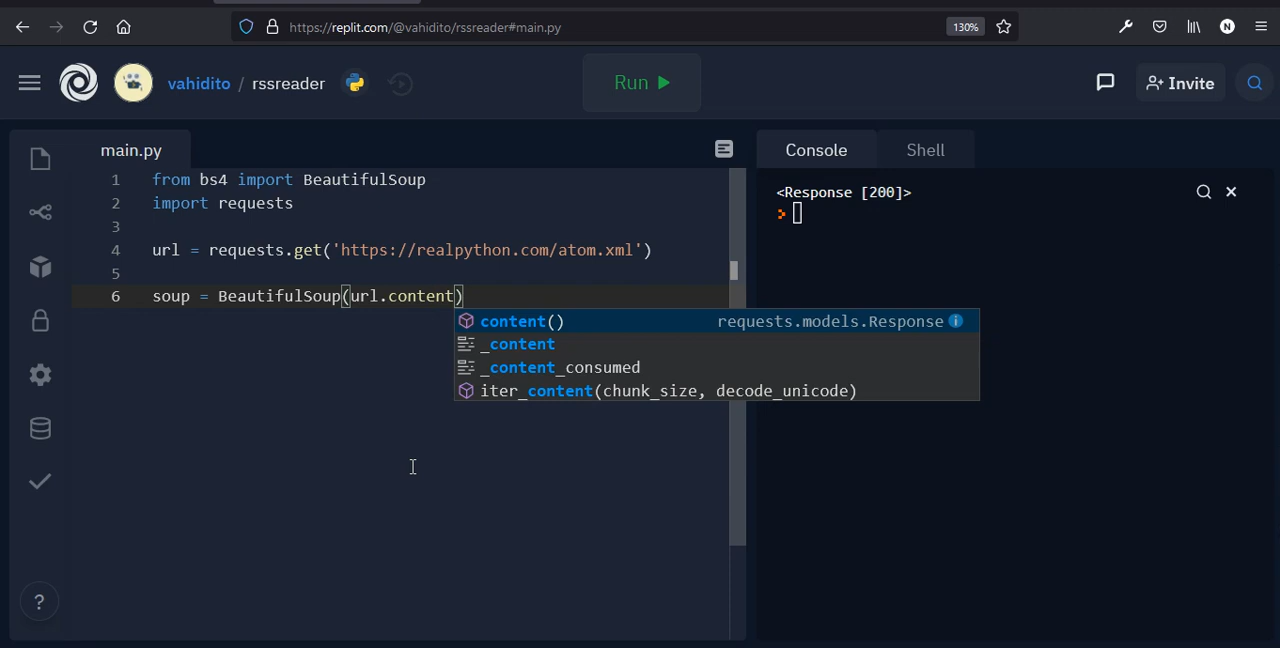 https://replit.com/@vahidito/rssreader#main.py
130%
N
vahidito / rssreader
Run
Invite
main.py
Console
Shell
1 from bs4 import BeautifulSoup
2 import requests
3
4 url = requests.get('https://realpython.com/atom.xml')
5
6 soup = BeautifulSoup(url.content)
content() requests.models.Response
_content
_content_consumed
iter_content(chunk_size, decode_unicode)
<Response [200]>
>
?